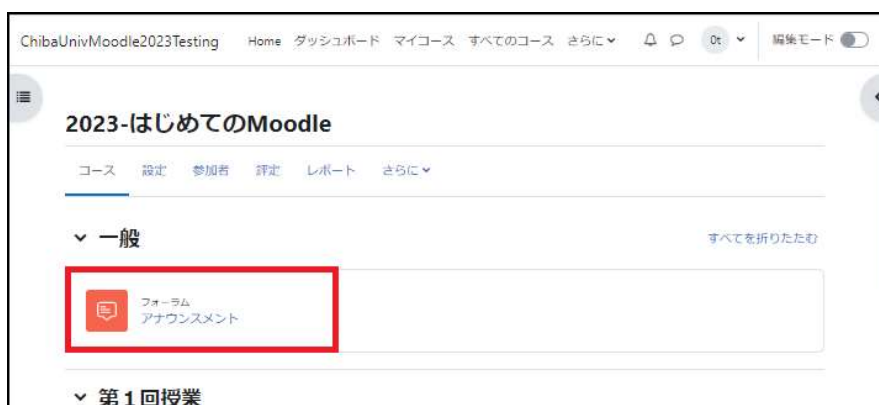 ChibaUnivMoodle2023Testing Home ダッシュボード マイコース すべてのコース さらに 0t 編集モード
2023-はじめてのMoodle
コース 設定 参加者 評定 レポート さらに
一般 すべてを折りたたむ
フォーラム
アナウンスメント
第1回授業